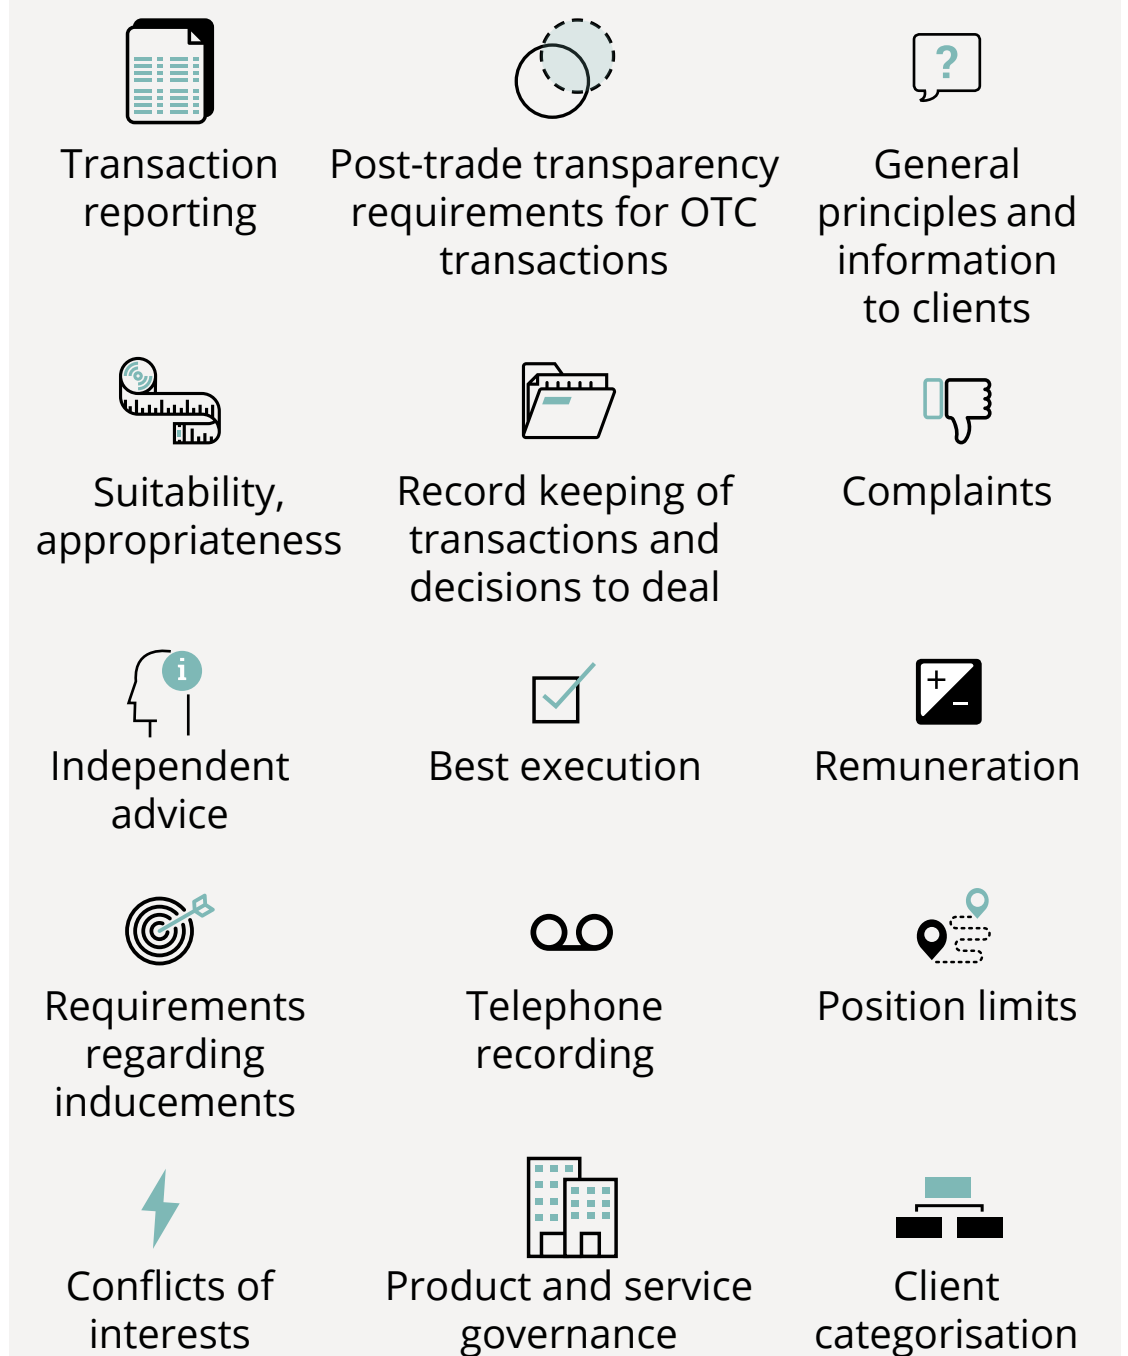 ?
Transaction
reporting
Post-trade transparency
requirements for OTC
transactions
General
principles and
information
to clients
Suitability,
appropriateness
Record keeping of
transactions and
decisions to deal
Complaints
i
Independent
advice
Best execution
+
−
Remuneration
Requirements
regarding
inducements
Telephone
recording
Position limits
Conflicts of
interests
Product and service
governance
Client
categorisation